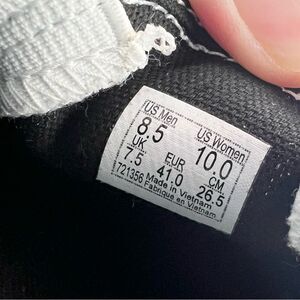 US Men US Women
8.5 10.0
UK EUR CM
7.5 41.0 26.5
721356 Made in Vietnam
Fabriqué en Vietnam